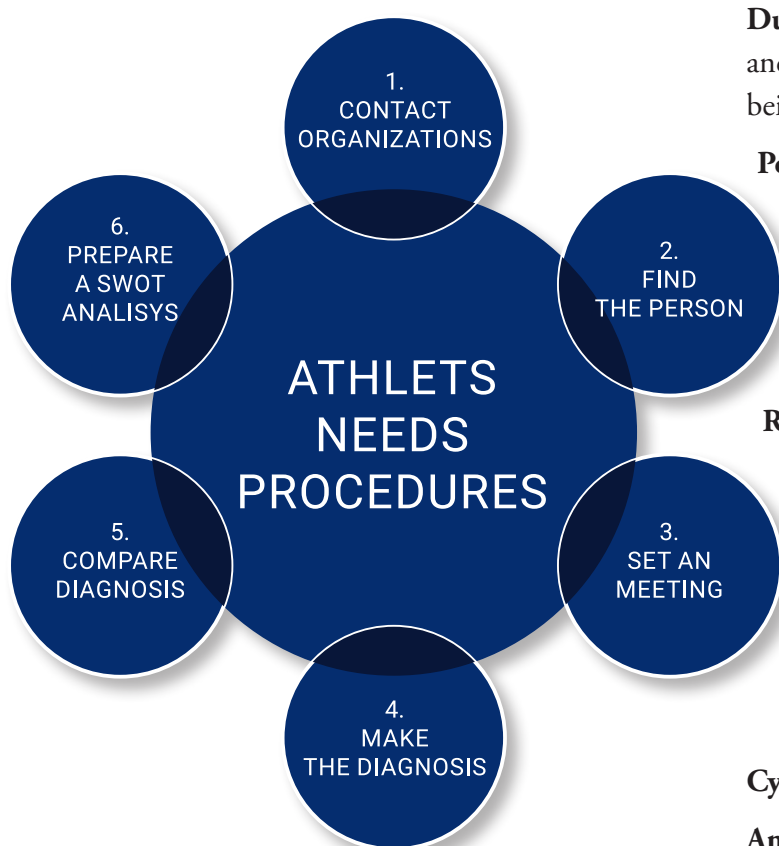 1.
CONTACT
ORGANIZATIONS
2.
FIND
THE PERSON
3.
SET AN
MEETING
4.
MAKE
THE DIAGNOSIS
5.
COMPARE
DIAGNOSIS
6.
PREPARE
A SWOT
ANALISYS
ATHLETS
NEEDS
PROCEDURES